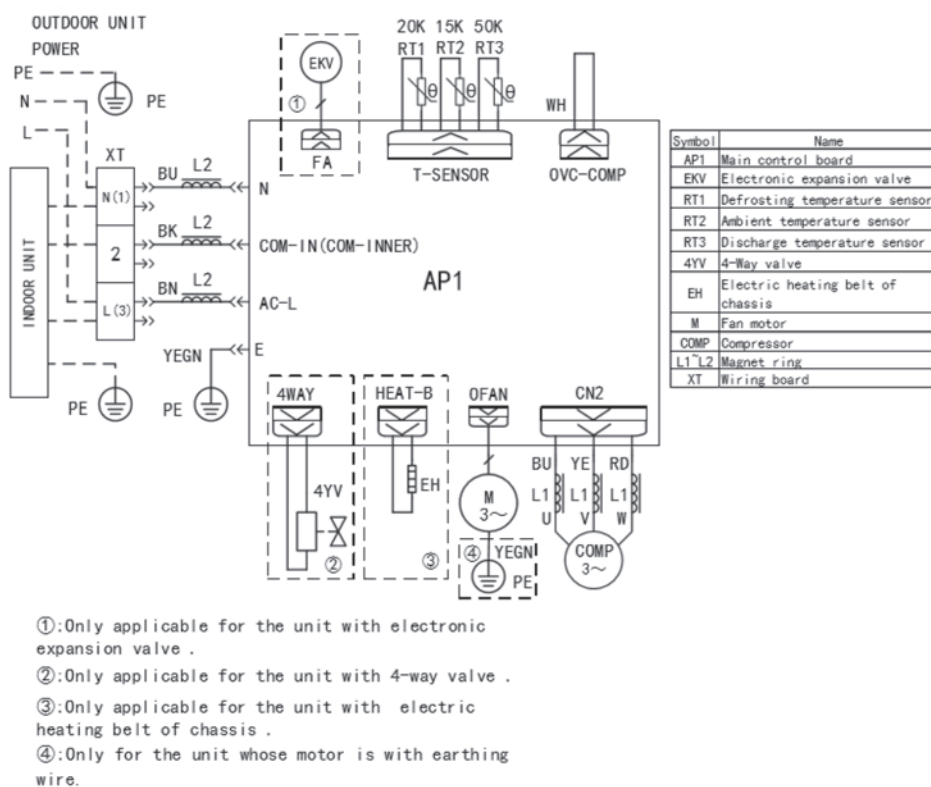 OUTDOOR UNIT
POWER
PE
PE
N
L
INDOOR UNIT
XT
N(1)
2
L(3)
BU L2
BK L2
BN L2
N
COM-IN(COM-INNER)
AC-L
E
YEGN
PE
PE
EKV
①
FA
20K 15K 50K
RT1 RT2 RT3
θ θ θ
T-SENSOR
WH
OVC-COMP
AP1
4WAY
4YV
②
HEAT-B
EH
③
OFAN
M
3~
④ YEGN
PE
CN2
BU YE RD
L1 L1 L1
U V W
COMP
3~
Symbol Name
AP1 Main control board
EKV Electronic expansion valve
RT1 Defrosting temperature sensor
RT2 Ambient temperature sensor
RT3 Discharge temperature sensor
4YV 4-Way valve
EH Electric heating belt of
chassis
M Fan motor
COMP Compressor
L1~L2 Magnet ring
XT Wiring board
①:Only applicable for the unit with electronic
expansion valve .
②:Only applicable for the unit with 4-way valve .
③:Only applicable for the unit with electric
heating belt of chassis .
④:Only for the unit whose motor is with earthing
wire.